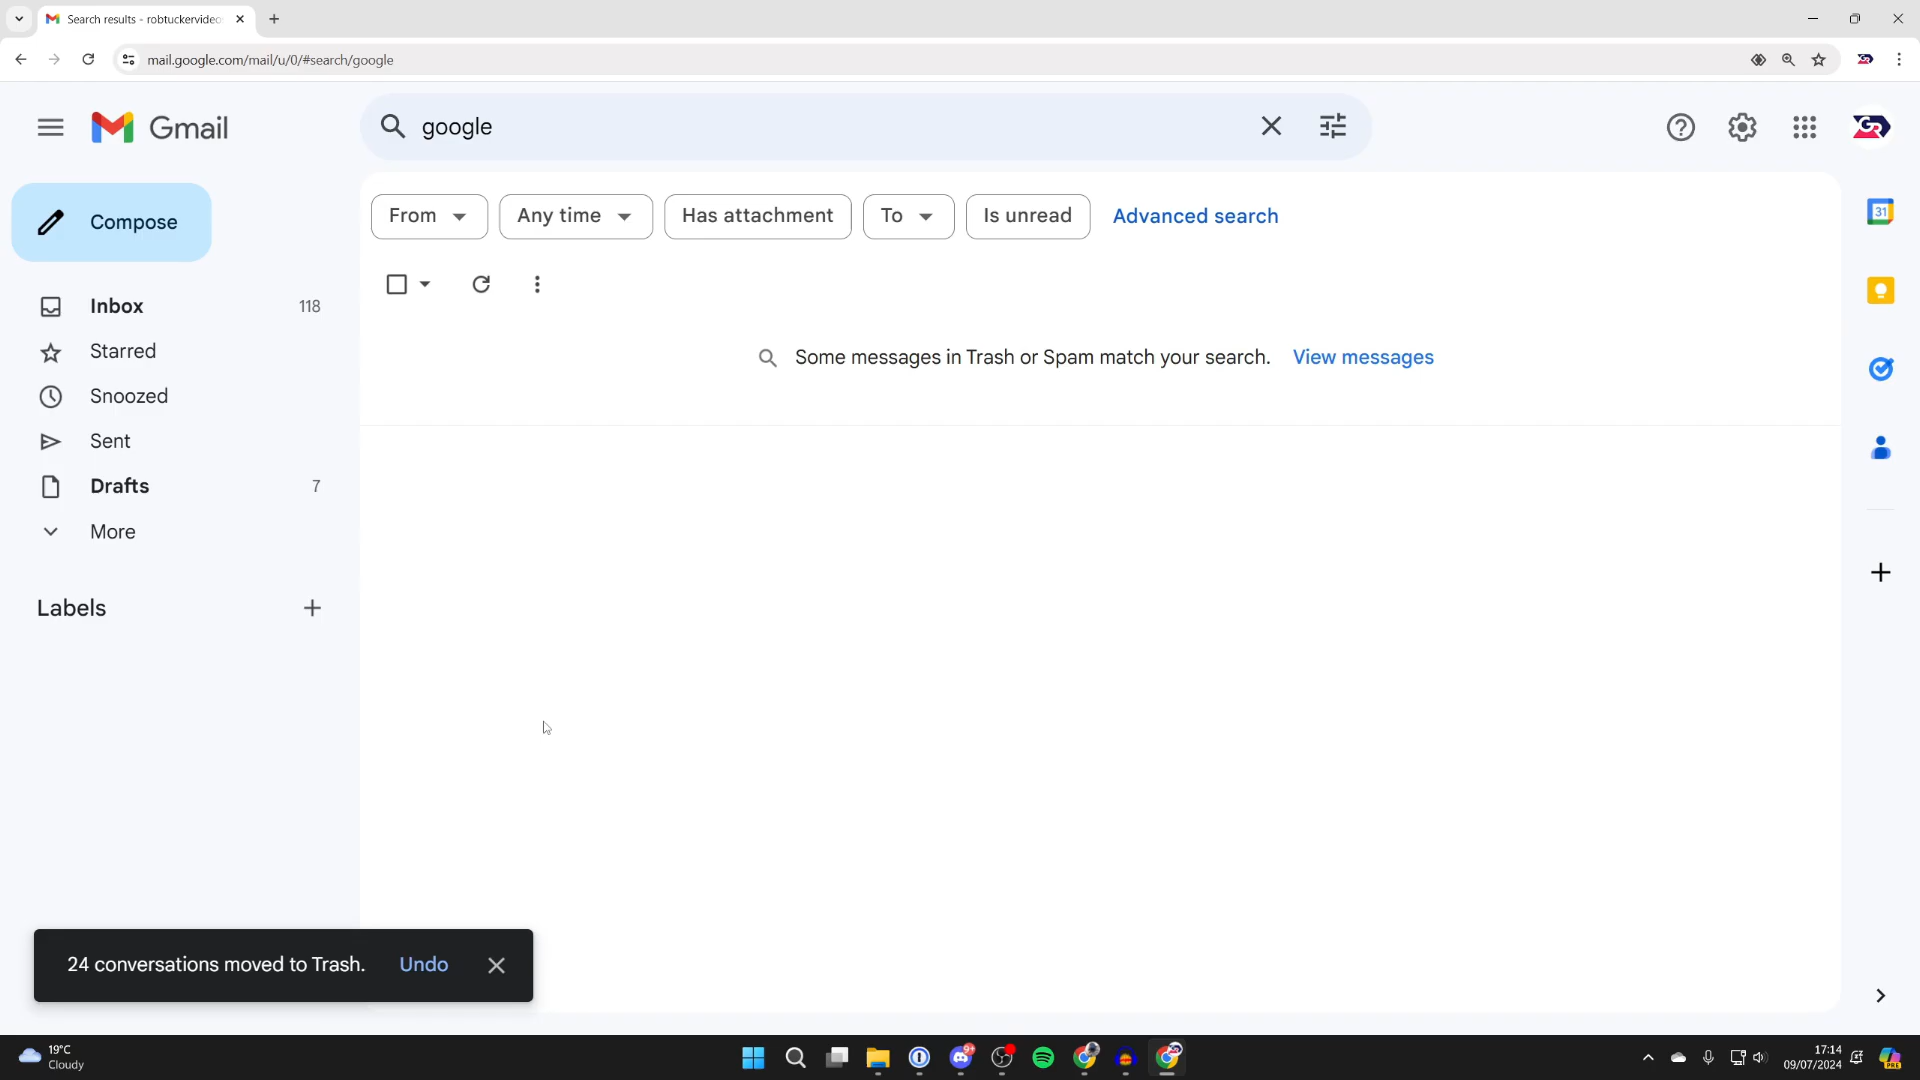 Search results - robtuckervideo
mail.google.com/mail/u/0/#search/google
Gmail
google
Compose
From
Any time
Has attachment
To
Is unread
Advanced search
31
Inbox 118
Starred
Snoozed
Sent
Drafts 7
More
Labels
Some messages in Trash or Spam match your search. View messages
24 conversations moved to Trash. Undo
19°C
Cloudy
9+
17:14
09/07/2024
PRE